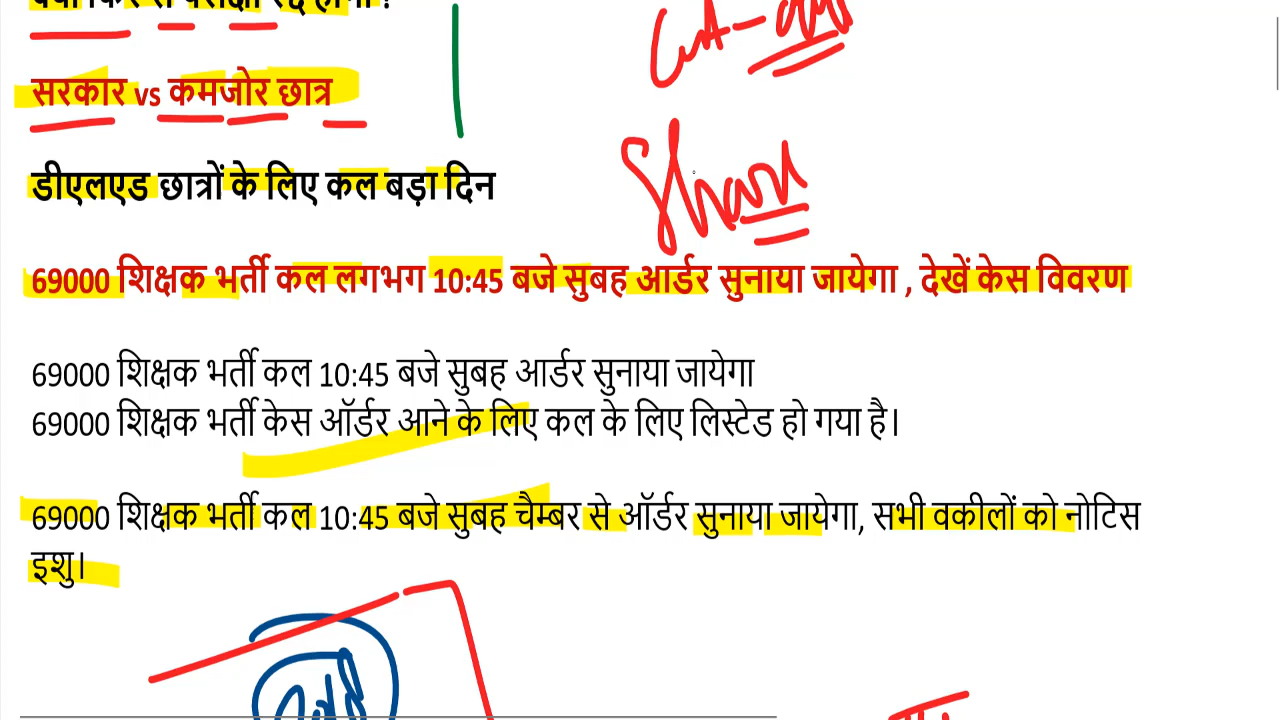 क्या फिर से परीक्षा रद्द होगी ?
सरकार vs कमजोर छात्र
डीएलएड छात्रों के लिए कल बड़ा दिन
69000 शिक्षक भर्ती कल लगभग 10:45 बजे सुबह आर्डर सुनाया जायेगा , देखें केस विवरण
69000 शिक्षक भर्ती कल 10:45 बजे सुबह आर्डर सुनाया जायेगा
69000 शिक्षक भर्ती केस ऑर्डर आने के लिए कल के लिए लिस्टेड हो गया है।
69000 शिक्षक भर्ती कल 10:45 बजे सुबह चैम्बर से ऑर्डर सुनाया जायेगा, सभी वकीलों को नोटिस
इशु।